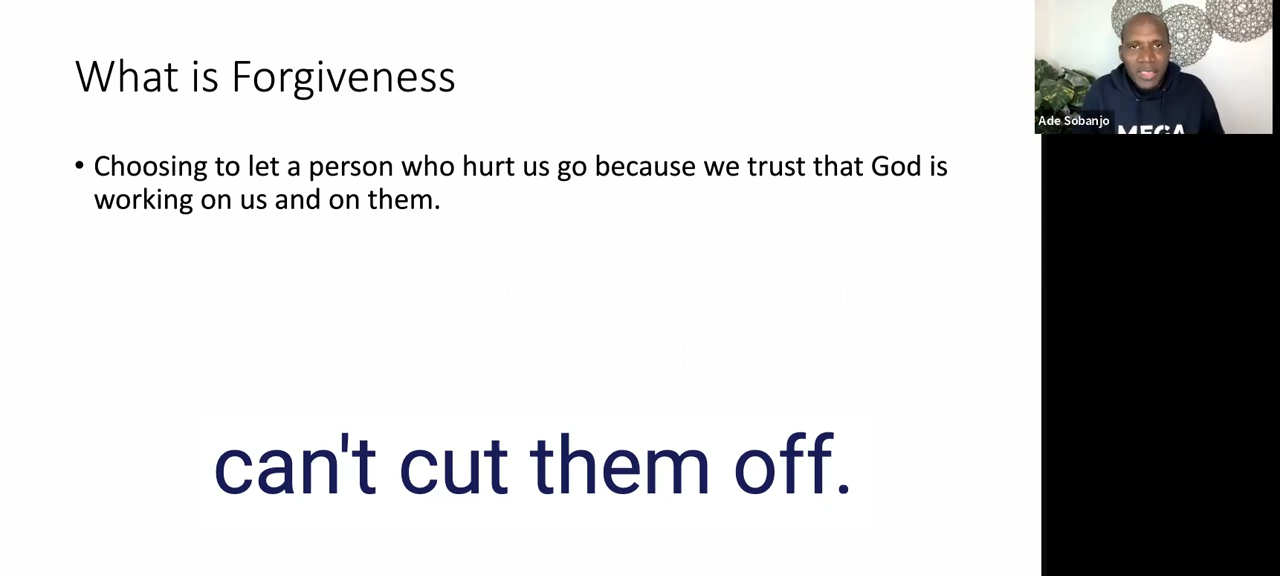 What is Forgiveness
• Choosing to let a person who hurt us go because we trust that God is
working on us and on them.
can't cut them off.
Ade Sobanjo
MEGA